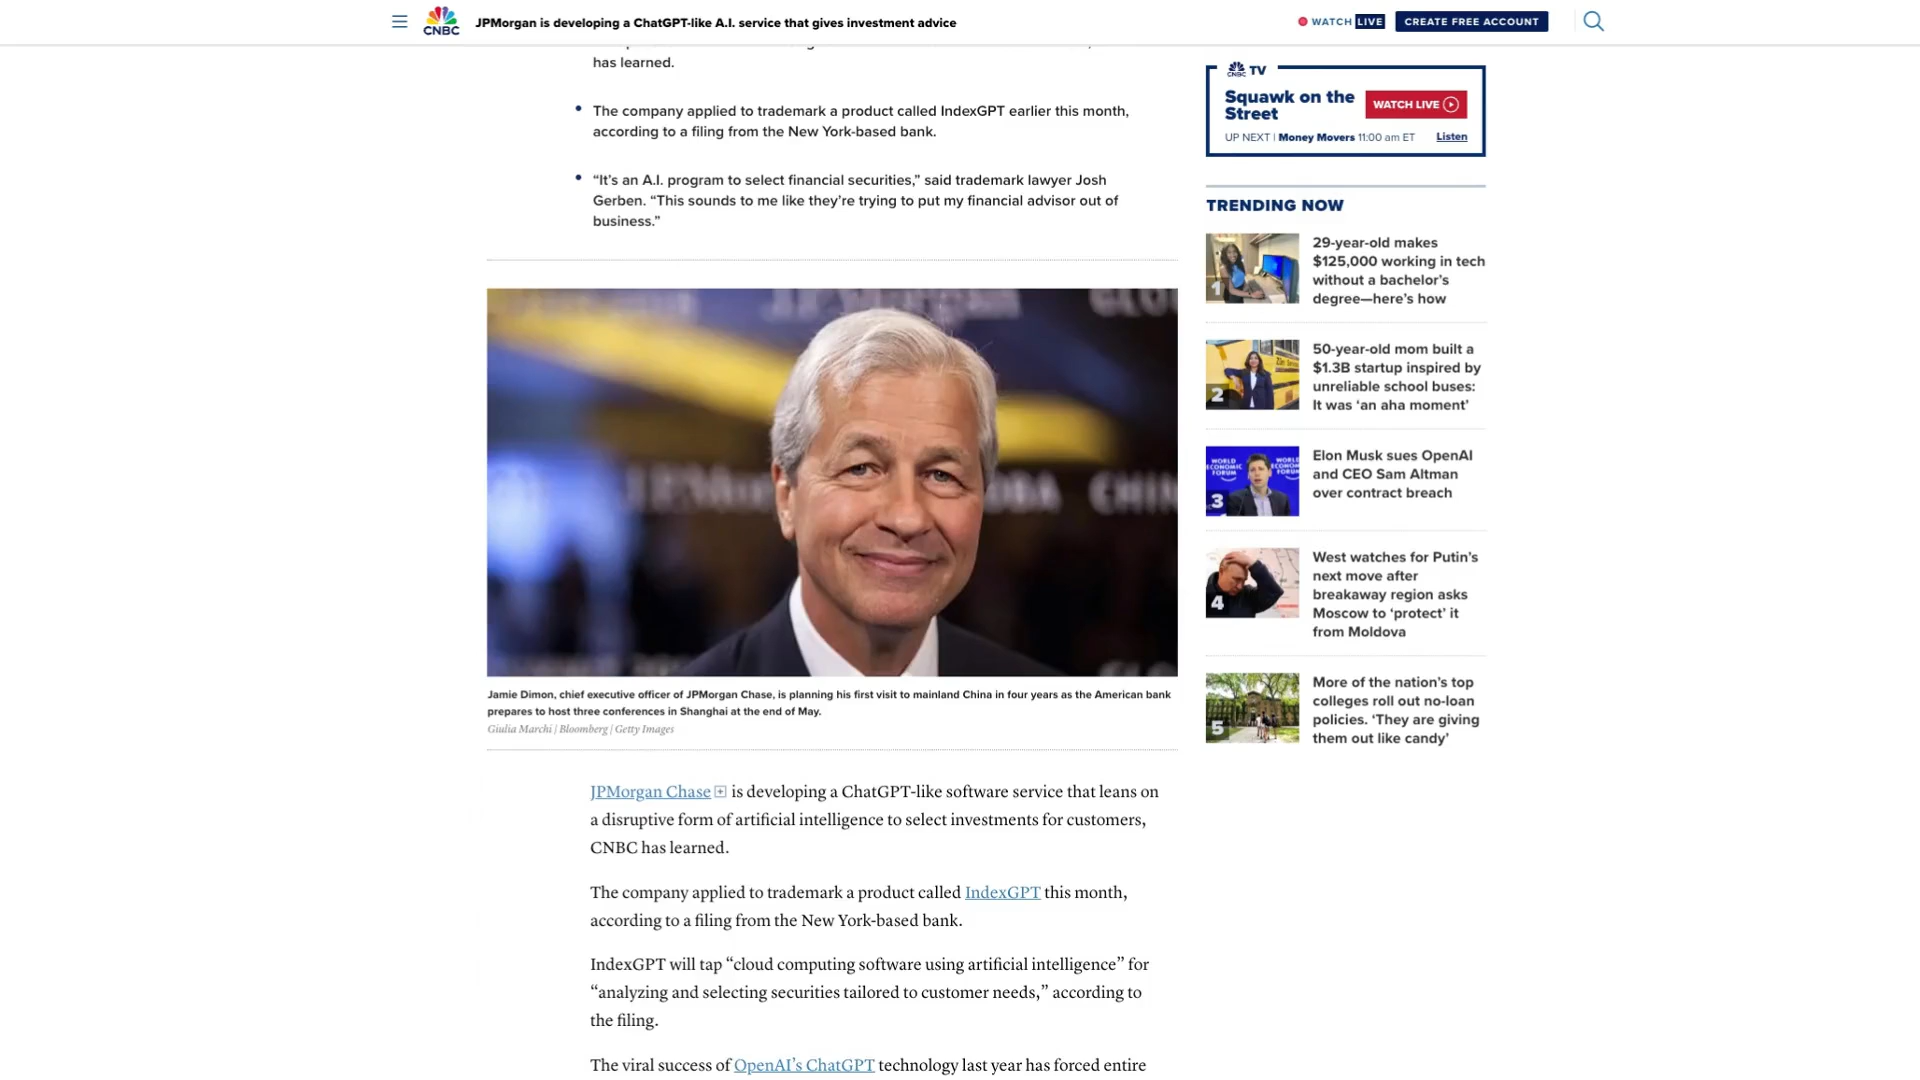 CNBC
JPMorgan is developing a ChatGPT-like A.I. service that gives investment advice
WATCH LIVE
CREATE FREE ACCOUNT
has learned.
The company applied to trademark a product called IndexGPT earlier this month,
according to a filing from the New York-based bank.
“It’s an A.I. program to select financial securities,” said trademark lawyer Josh
Gerben. “This sounds to me like they’re trying to put my financial advisor out of
business.”
Jamie Dimon, chief executive officer of JPMorgan Chase, is planning his first visit to mainland China in four years as the American bank
prepares to host three conferences in Shanghai at the end of May.
Giulia Marchi | Bloomberg | Getty Images
JPMorgan Chase is developing a ChatGPT-like software service that leans on
a disruptive form of artificial intelligence to select investments for customers,
CNBC has learned.
The company applied to trademark a product called IndexGPT this month,
according to a filing from the New York-based bank.
IndexGPT will tap “cloud computing software using artificial intelligence” for
“analyzing and selecting securities tailored to customer needs,” according to
the filing.
The viral success of OpenAI’s ChatGPT technology last year has forced entire
CNBC TV
Squawk on the
Street
WATCH LIVE
UP NEXT | Money Movers 11:00 am ET
Listen
TRENDING NOW
1
29-year-old makes
$125,000 working in tech
without a bachelor’s
degree—here’s how
2
50-year-old mom built a
$1.3B startup inspired by
unreliable school buses:
It was ‘an aha moment’
3
Elon Musk sues OpenAI
and CEO Sam Altman
over contract breach
4
West watches for Putin’s
next move after
breakaway region asks
Moscow to ‘protect’ it
from Moldova
5
More of the nation’s top
colleges roll out no-loan
policies. ‘They are giving
them out like candy’